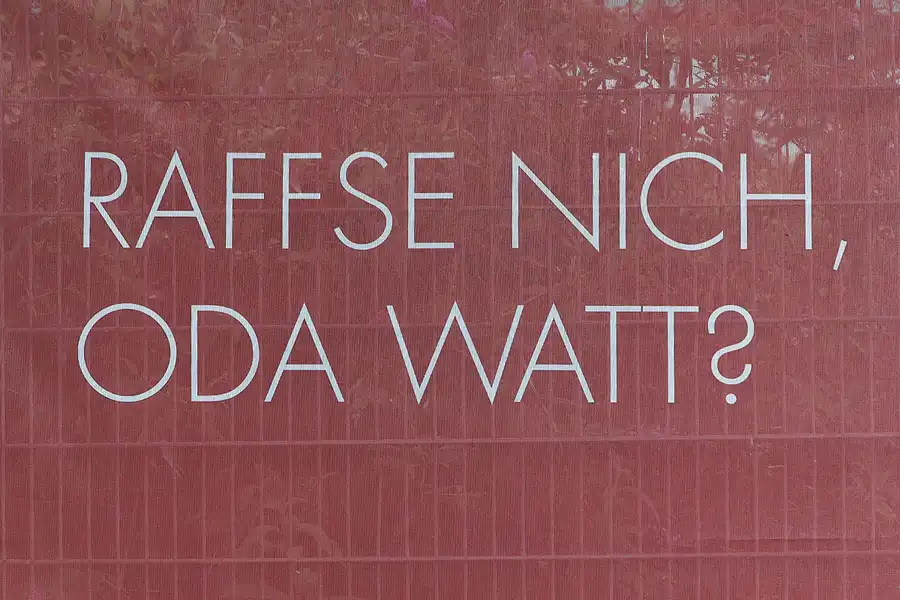 RAFFSE NICH,
ODA WATT?